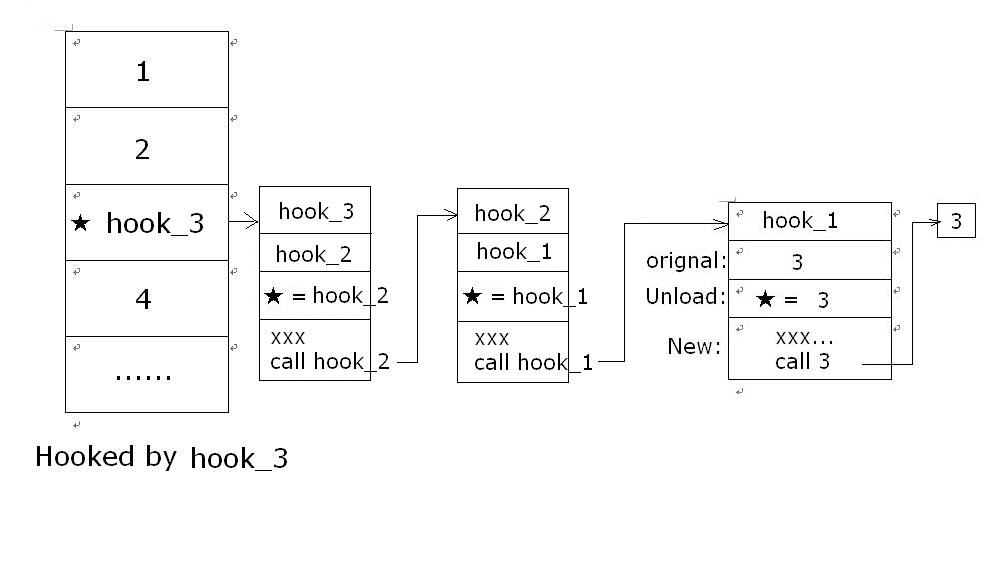 1
2
★ hook_3
4
......
Hooked by hook_3
hook_3
hook_2
★ = hook_2
xxx
call hook_2
hook_2
hook_1
★ = hook_1
xxx
call hook_1
hook_1
orignal: 3
Unload: ★ = 3
New: xxx...
call 3
3